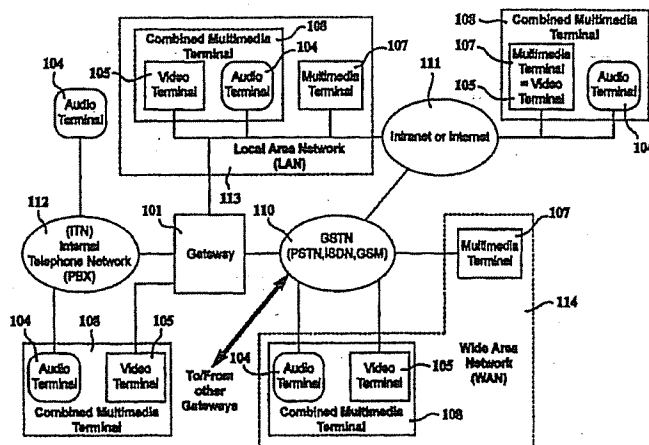 108
Combined Multimedia
Terminal
104
105
107
Video
Terminal
Audio
Terminal
Multimedia
Terminal
Local Area Network
(LAN)
113
104
Audio
Terminal
108
Combined Multimedia
Terminal
107
Multimedia
Terminal
= Video
Terminal
105
Audio
Terminal
104
111
Intranet or Internet
112
(ITN)
Internal
Telephone Network
(PBX)
101
Gateway
110
GSTN
(PSTN,ISDN,GSM)
107
Multimedia
Terminal
114
Wide Area
Network
(WAN)
104
108
105
Audio
Terminal
Video
Terminal
Combined Multimedia
Terminal
To/From
other
Gateways
104
Audio
Terminal
Video
Terminal
105
Combined Multimedia
Terminal
108